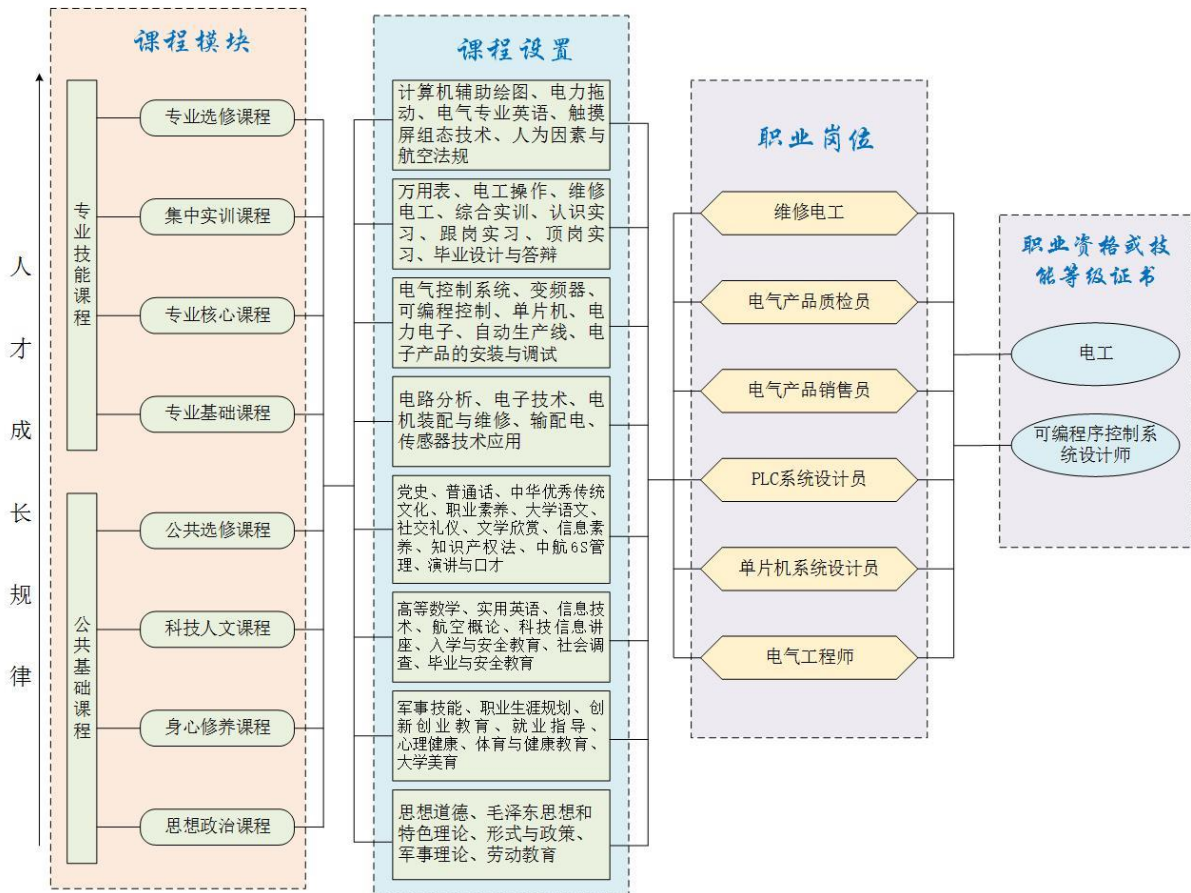 人才成长规律
课程模块
专业技能课程
专业选修课程
集中实训课程
专业核心课程
专业基础课程
公共基础课程
公共选修课程
科技人文课程
身心修养课程
思想政治课程
课程设置
计算机辅助绘图、电力拖
动、电气专业英语、触摸
屏组态技术、人为因素与
航空法规
万用表、电工操作、维修
电工、综合实训、认识实
习、跟岗实习、顶岗实
习、毕业设计与答辩
电气控制系统、变频器、
可编程控制、单片机、电
力电子、自动生产线、电
子产品的安装与调试
电路分析、电子技术、电
机装配与维修、输配电、
传感器技术应用
党史、普通话、中华优秀传统
文化、职业素养、大学语文、
社交礼仪、文学欣赏、信息素
养、知识产权法、中航6S管
理、演讲与口才
高等数学、实用英语、信息技
术、航空概论、科技信息讲
座、入学与安全教育、社会调
查、毕业与安全教育
军事技能、职业生涯规划、创
新创业教育、就业指导、
心理健康、体育与健康教育、
大学美育
思想道德、毛泽东思想和
特色理论、形式与政策、
军事理论、劳动教育
职业岗位
维修电工
电气产品质检员
电气产品销售员
PLC系统设计员
单片机系统设计员
电气工程师
职业资格或技
能等级证书
电工
可编程序控制系
统设计师